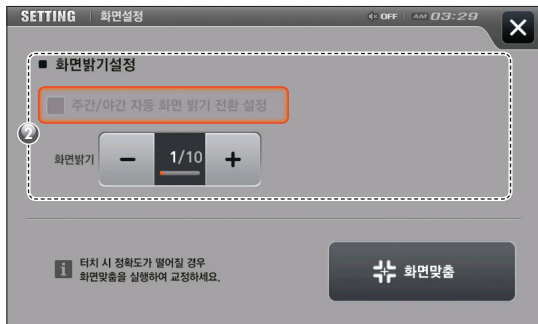 SETTING 화면설정 OFF AM 03:29
■ 화면밝기설정
주간/야간 자동 화면 밝기 전환 설정
②
화면밝기 − 1/10 +
터치 시 정확도가 떨어질 경우
화면맞춤을 실행하여 교정하세요.
화면맞춤